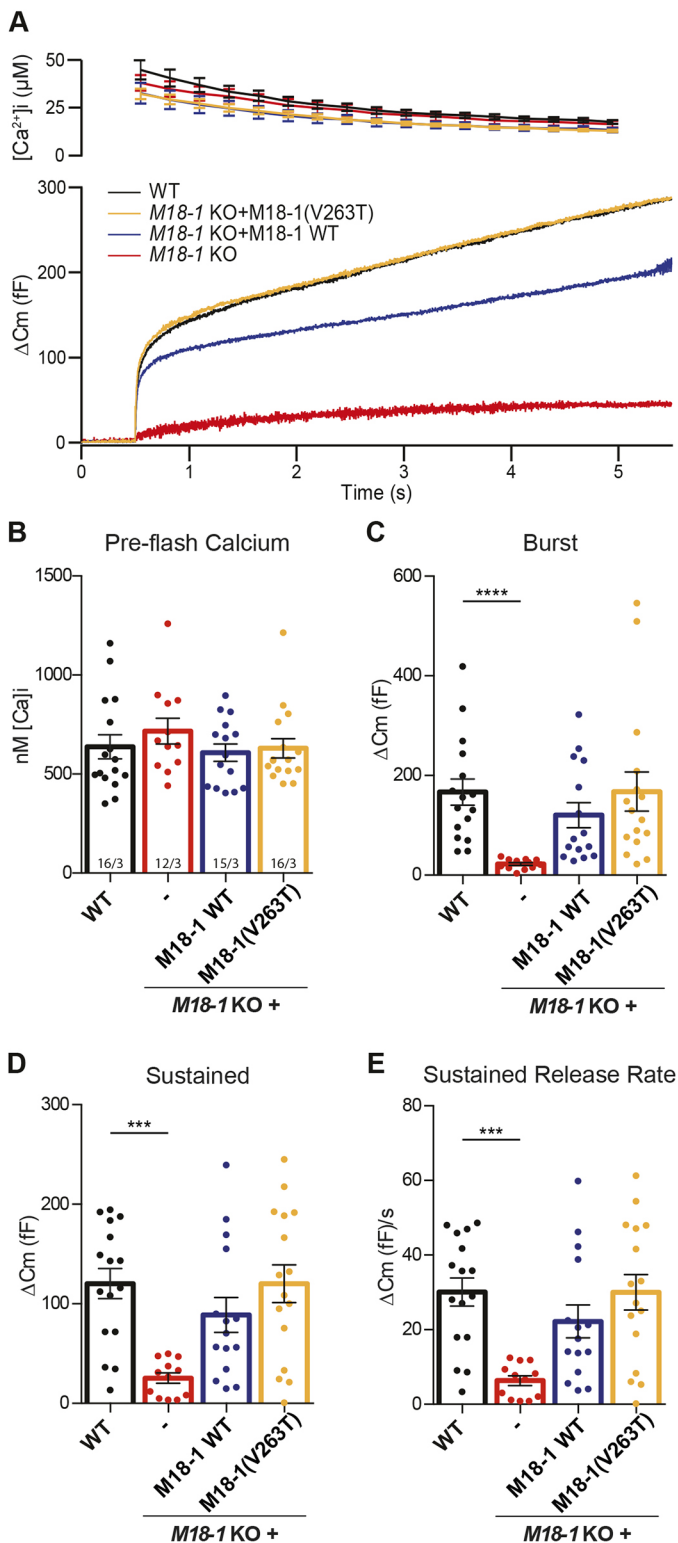 A
[Ca²⁺]i (µM)
50
25
0
ΔCm (fF)
300
200
100
0
WT
M18-1 KO+M18-1(V263T)
M18-1 KO+M18-1 WT
M18-1 KO
0 1 2 3 4 5
Time (s)
B
Pre-flash Calcium
nM [Ca]i
1500
1000
500
0
16/3 12/3 15/3 16/3
WT
-
M18-1 WT
M18-1(V263T)
M18-1 KO +
C
Burst
ΔCm (fF)
600
400
200
0
****
WT
-
M18-1 WT
M18-1(V263T)
M18-1 KO +
D
Sustained
ΔCm (fF)
300
200
100
0
***
WT
-
M18-1 WT
M18-1(V263T)
M18-1 KO +
E
Sustained Release Rate
ΔCm (fF)/s
80
60
40
20
0
***
WT
-
M18-1 WT
M18-1(V263T)
M18-1 KO +